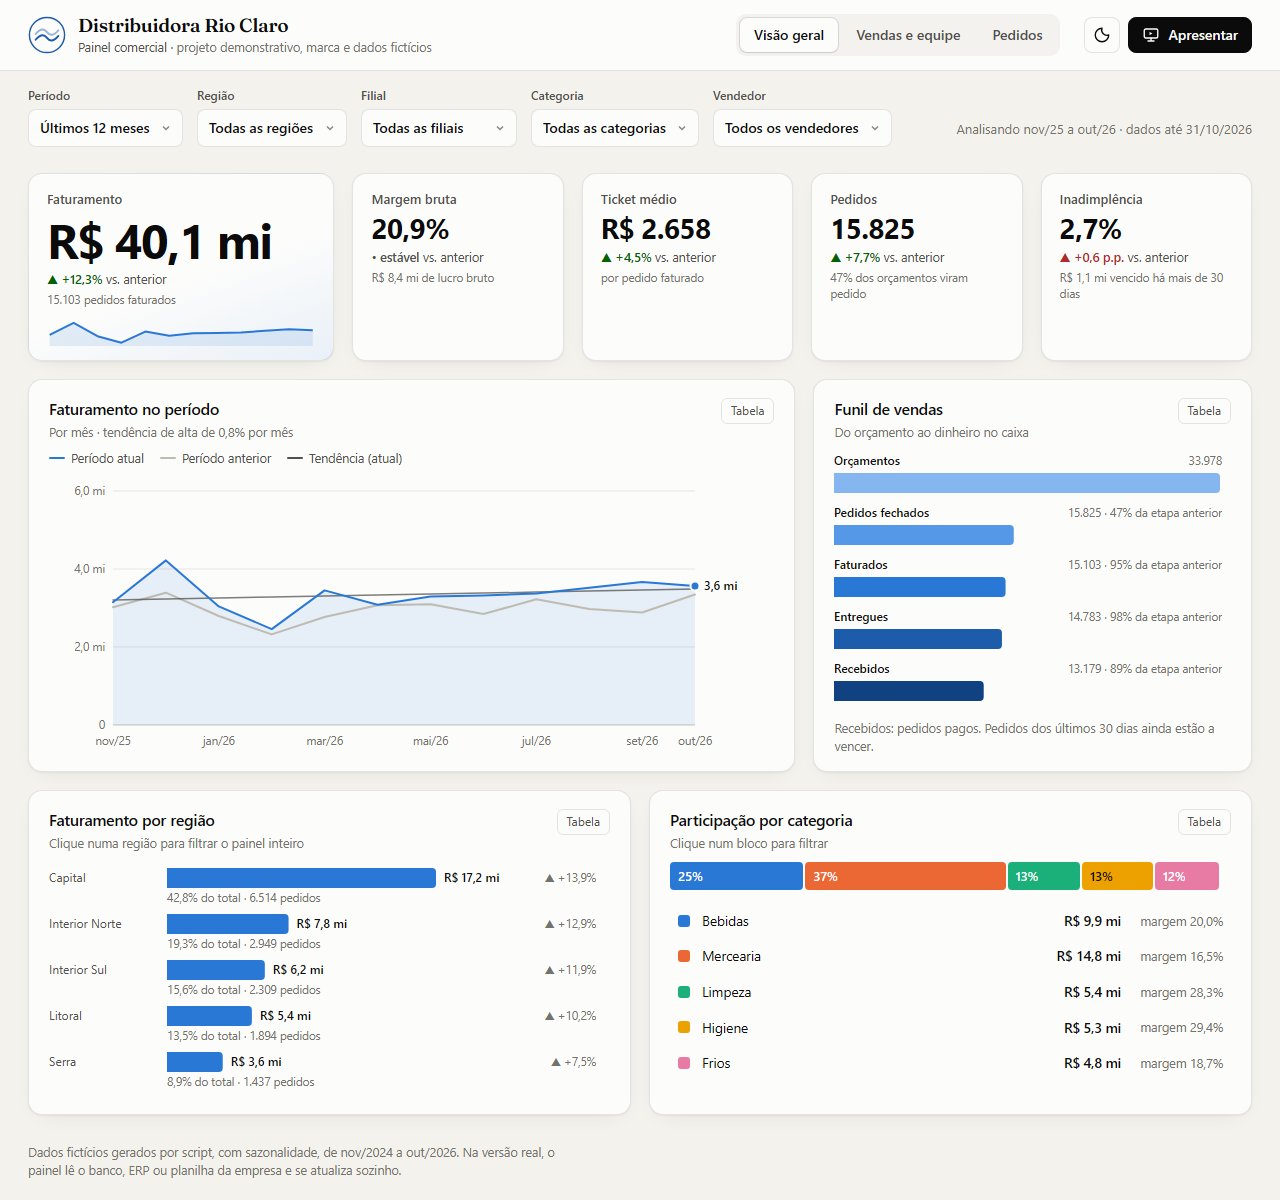 Distribuidora Rio Claro
Painel comercial · projeto demonstrativo, marca e dados fictícios
Visão geral
Vendas e equipe
Pedidos
Apresentar
Período
Região
Filial
Categoria
Vendedor
Últimos 12 meses
Todas as regiões
Todas as filiais
Todas as categorias
Todos os vendedores
Analisando nov/25 a out/26 · dados até 31/10/2026
Faturamento
R$ 40,1 mi
▲ +12,3% vs. anterior
15.103 pedidos faturados
Margem bruta
20,9%
• estável vs. anterior
R$ 8,4 mi de lucro bruto
Ticket médio
R$ 2.658
▲ +4,5% vs. anterior
por pedido faturado
Pedidos
15.825
▲ +7,7% vs. anterior
47% dos orçamentos viram
pedido
Inadimplência
2,7%
▲ +0,6 p.p. vs. anterior
R$ 1,1 mi vencido há mais de 30
dias
Faturamento no período
Tabela
Por mês · tendência de alta de 0,8% por mês
Período atual
Período anterior
Tendência (atual)
6,0 mi
4,0 mi
3,6 mi
2,0 mi
0
nov/25
jan/26
mar/26
mai/26
jul/26
set/26
out/26
Funil de vendas
Tabela
Do orçamento ao dinheiro no caixa
Orçamentos
33.978
Pedidos fechados
15.825 · 47% da etapa anterior
Faturados
15.103 · 95% da etapa anterior
Entregues
14.783 · 98% da etapa anterior
Recebidos
13.179 · 89% da etapa anterior
Recebidos: pedidos pagos. Pedidos dos últimos 30 dias ainda estão a
vencer.
Faturamento por região
Tabela
Clique numa região para filtrar o painel inteiro
Capital
R$ 17,2 mi
▲ +13,9%
42,8% do total · 6.514 pedidos
Interior Norte
R$ 7,8 mi
▲ +12,9%
19,3% do total · 2.949 pedidos
Interior Sul
R$ 6,2 mi
▲ +11,9%
15,6% do total · 2.309 pedidos
Litoral
R$ 5,4 mi
▲ +10,2%
13,5% do total · 1.894 pedidos
Serra
R$ 3,6 mi
▲ +7,5%
8,9% do total · 1.437 pedidos
Participação por categoria
Tabela
Clique num bloco para filtrar
25%
37%
13%
13%
12%
Bebidas
R$ 9,9 mi
margem 20,0%
Mercearia
R$ 14,8 mi
margem 16,5%
Limpeza
R$ 5,4 mi
margem 28,3%
Higiene
R$ 5,3 mi
margem 29,4%
Frios
R$ 4,8 mi
margem 18,7%
Dados fictícios gerados por script, com sazonalidade, de nov/2024 a out/2026. Na versão real, o
painel lê o banco, ERP ou planilha da empresa e se atualiza sozinho.